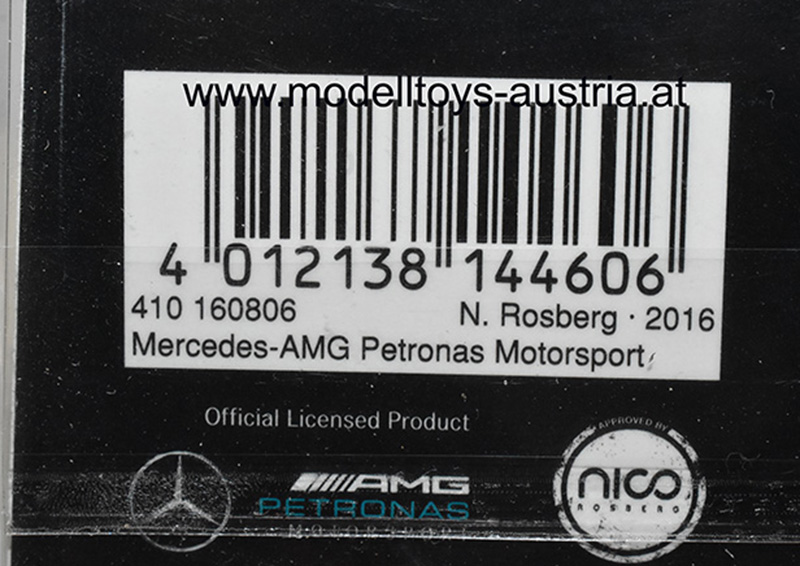 www.modelltoys-austria.at
4 012138 144606
410 160806 N. Rosberg · 2016
Mercedes-AMG Petronas Motorsport
Official Licensed Product
AMG
PETRONAS
MOTORSPORT
APPROVED BY
nico
ROSBERG